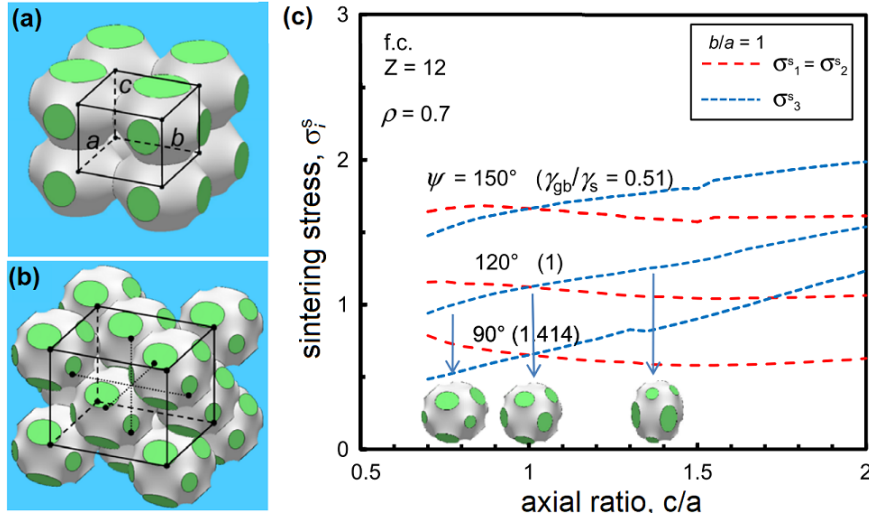 (a)
c
a
b
(b)
(c)
3
2
1
0
0.5
1
1.5
2
sintering stress, σˢᵢ
axial ratio, c/a
f.c.
Z = 12
ρ = 0.7
b/a = 1
σˢ₁ = σˢ₂
σˢ₃
ψ = 150° (γgb/γs = 0.51)
120° (1)
90° (1.414)